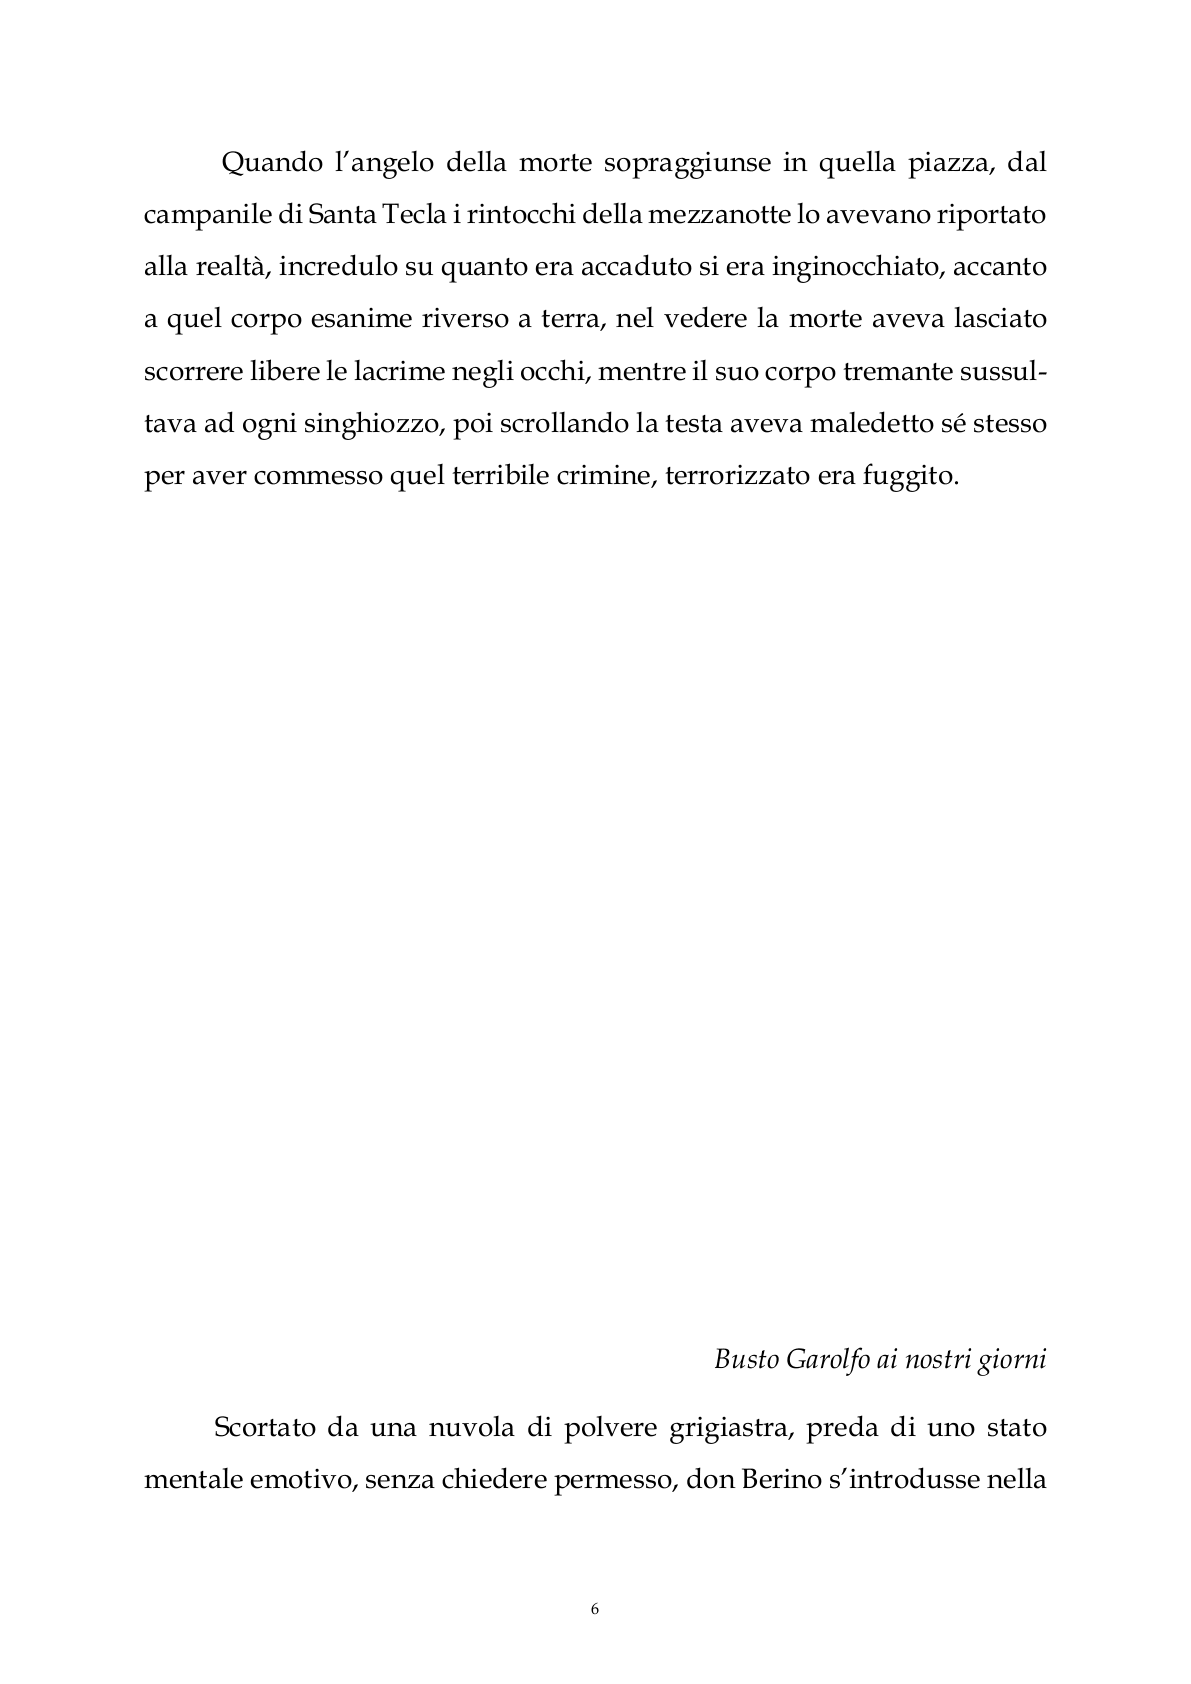 Quando l’angelo della morte sopraggiunse in quella piazza, dal
campanile di Santa Tecla i rintocchi della mezzanotte lo avevano riportato
alla realtà, incredulo su quanto era accaduto si era inginocchiato, accanto
a quel corpo esanime riverso a terra, nel vedere la morte aveva lasciato
scorrere libere le lacrime negli occhi, mentre il suo corpo tremante sussul-
tava ad ogni singhiozzo, poi scrollando la testa aveva maledetto sé stesso
per aver commesso quel terribile crimine, terrorizzato era fuggito.
Busto Garolfo ai nostri giorni
Scortato da una nuvola di polvere grigiastra, preda di uno stato
mentale emotivo, senza chiedere permesso, don Berino s’introdusse nella
6